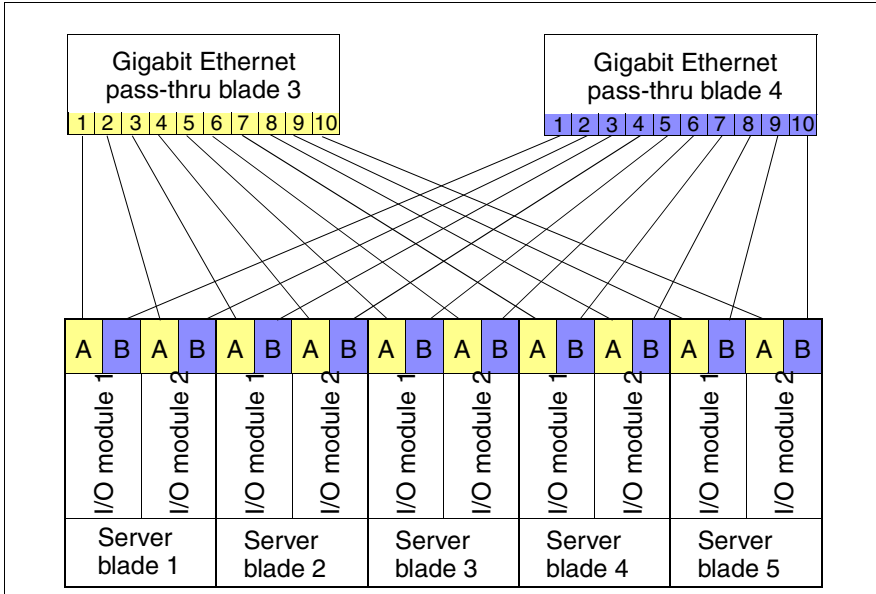 Gigabit Ethernet
pass-thru blade 3
1 2 3 4 5 6 7 8 9 10
Gigabit Ethernet
pass-thru blade 4
1 2 3 4 5 6 7 8 9 10
A B A B A B A B A B A B A B A B A B A B
I/O module 1
I/O module 2
I/O module 1
I/O module 2
I/O module 1
I/O module 2
I/O module 1
I/O module 2
I/O module 1
I/O module 2
Server
blade 1
Server
blade 2
Server
blade 3
Server
blade 4
Server
blade 5